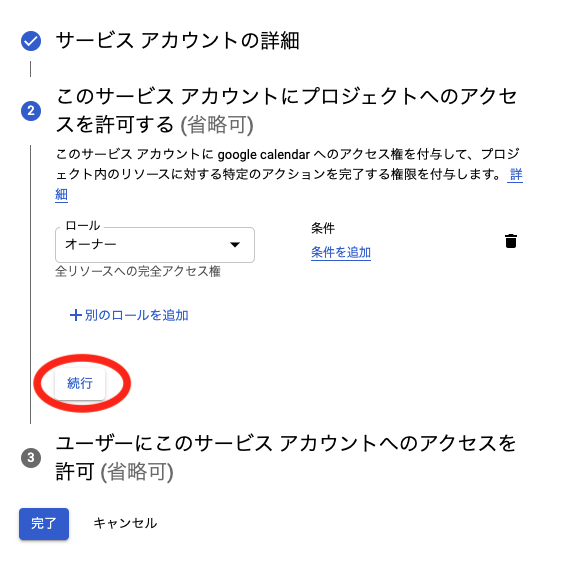 サービス アカウントの詳細
2
このサービス アカウントにプロジェクトへのアクセ
スを許可する (省略可)
このサービス アカウントに google calendar へのアクセス権を付与して、プロジ
ェクト内のリソースに対する特定のアクションを完了する権限を付与します。 詳
細
ロール
オーナー
全リソースへの完全アクセス権
条件
条件を追加
別のロールを追加
続行
3
ユーザーにこのサービス アカウントへのアクセスを
許可 (省略可)
完了
キャンセル